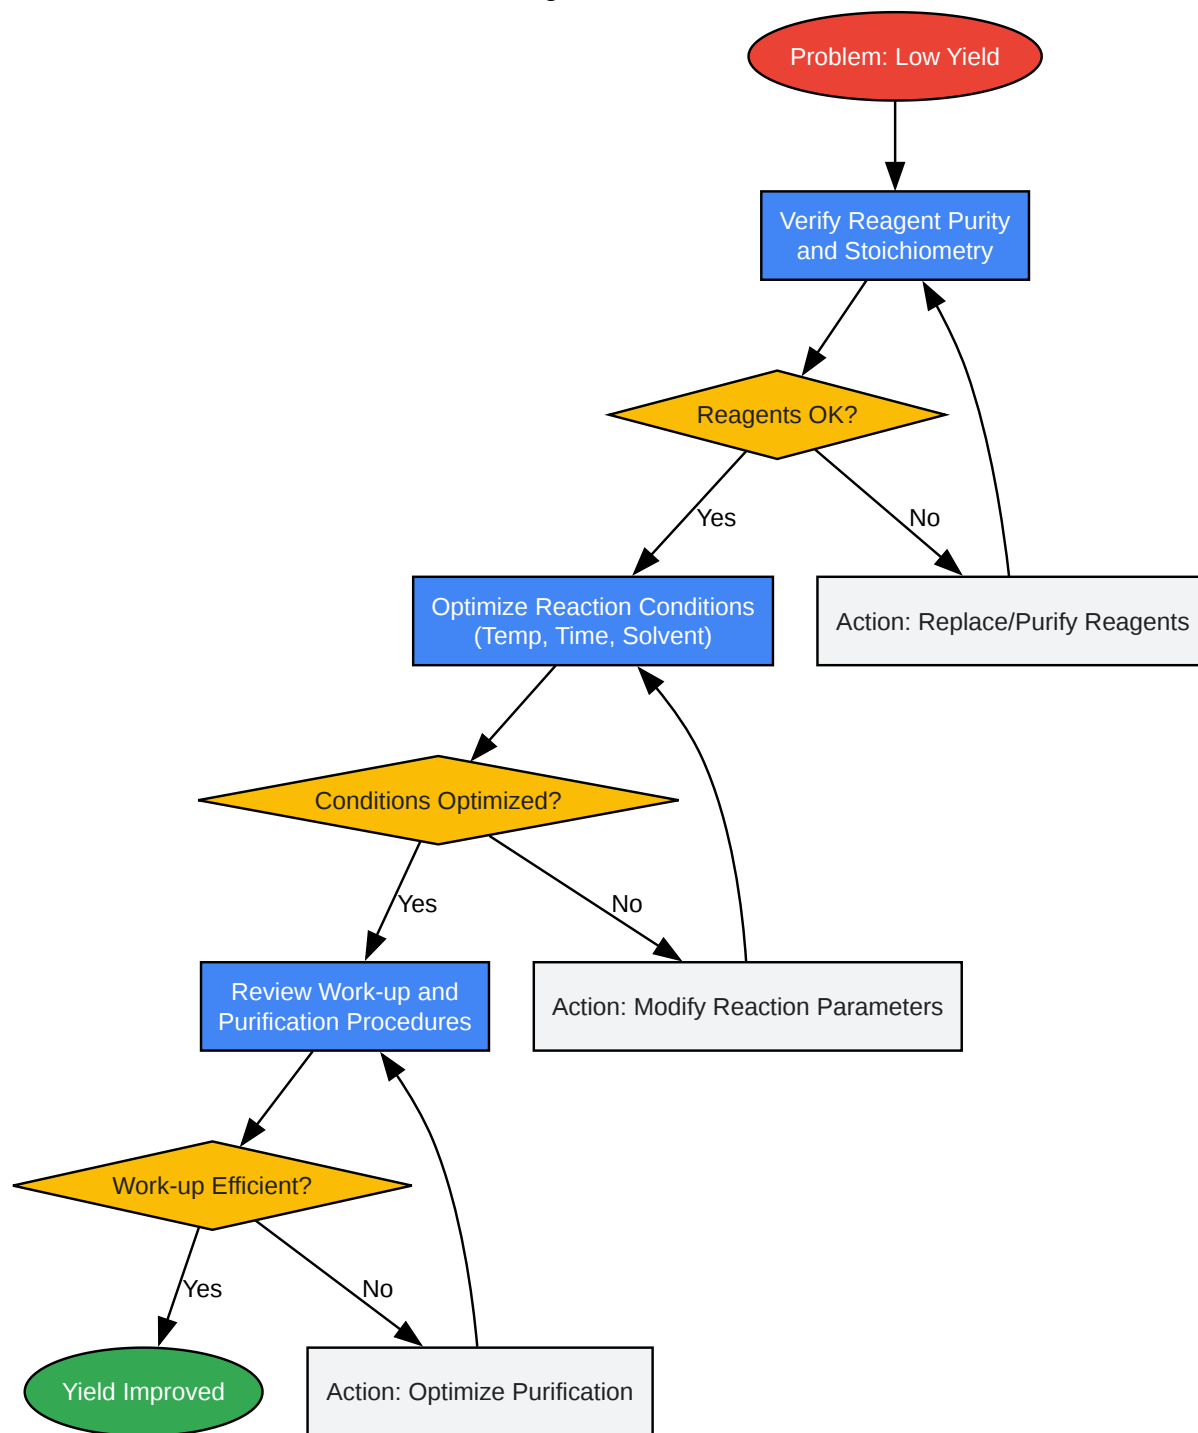 Problem: Low Yield
Verify Reagent Purity
and Stoichiometry
Reagents OK?
Yes
No
Optimize Reaction Conditions
(Temp, Time, Solvent)
Action: Replace/Purify Reagents
Conditions Optimized?
Yes
No
Review Work-up and
Purification Procedures
Action: Modify Reaction Parameters
Work-up Efficient?
Yes
No
Yield Improved
Action: Optimize Purification